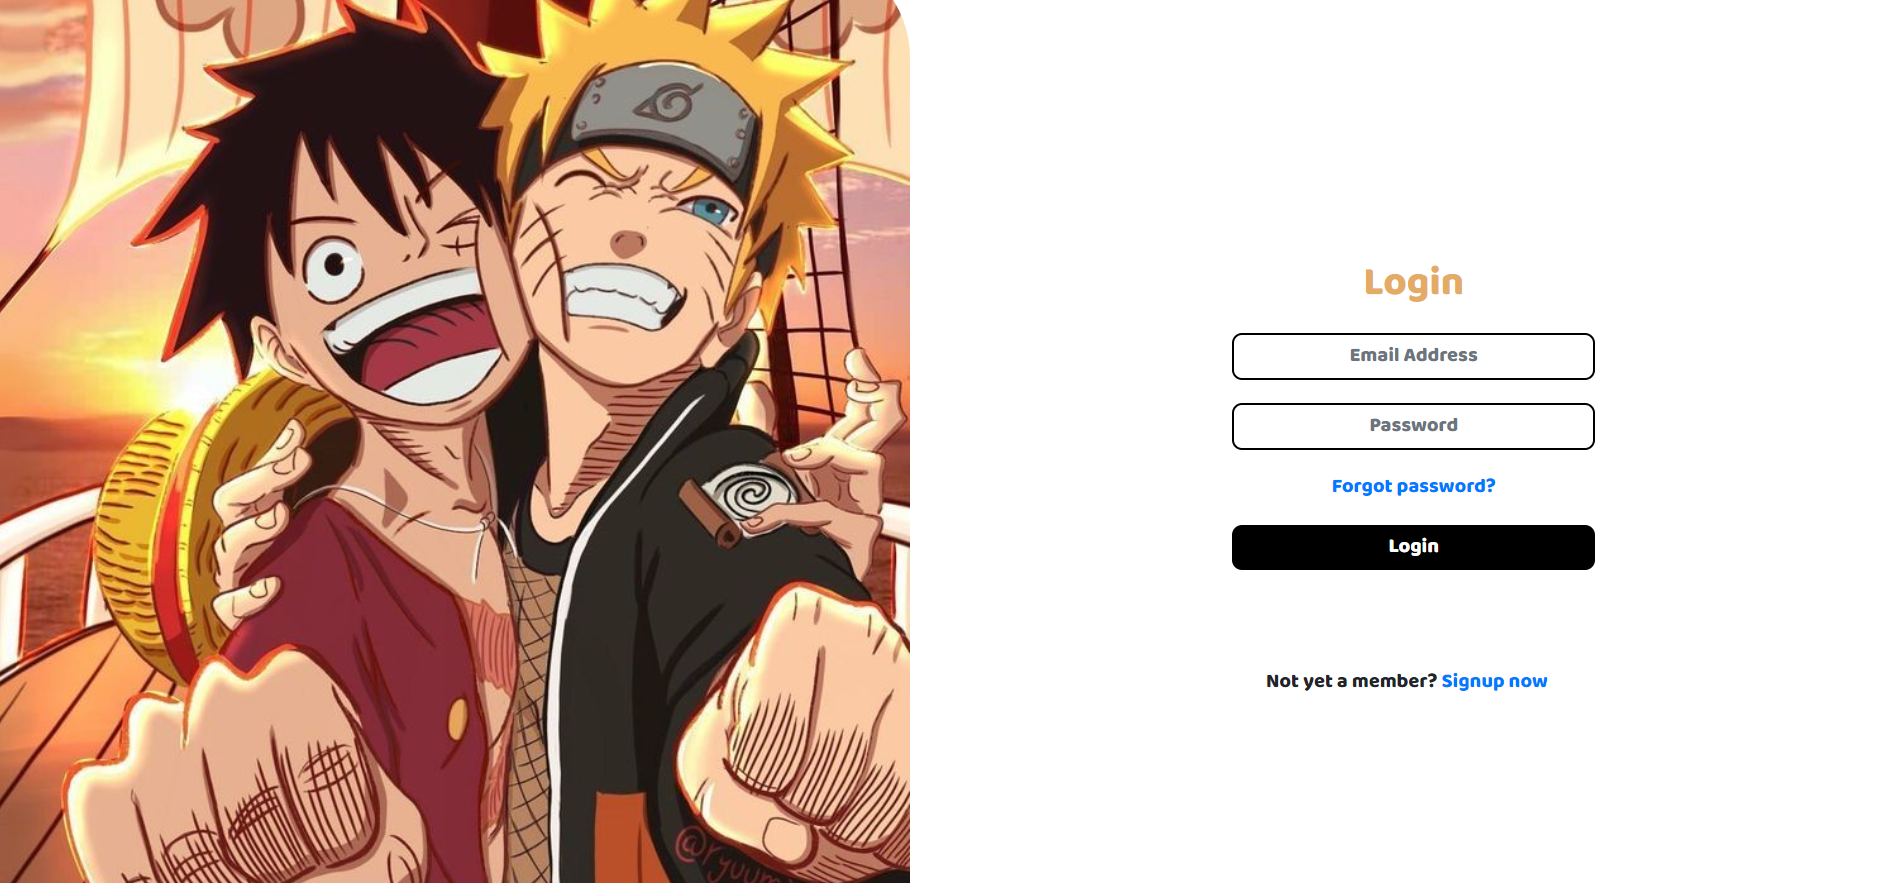 Login
Email Address
Password
Forgot password?
Login
Not yet a member? Signup now